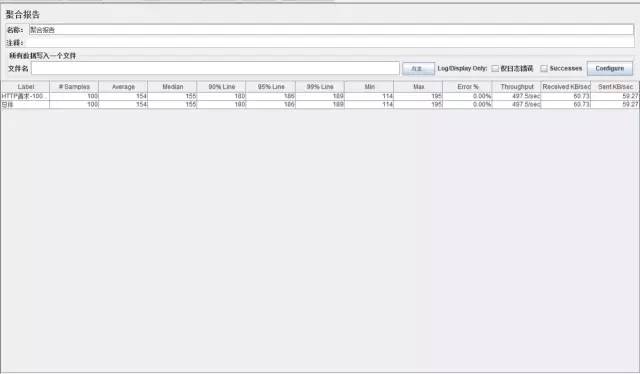 聚合报告
名称： 聚合报告
注释：
所有数据写入一个文件
文件名 Log/Display Only: 仅日志错误 Successes Configure
Label # Samples Average Median 90% Line 95% Line 99% Line Min Max Error % Throughput Received KB/sec Sent KB/sec
HTTP请求-100... 100 154 155 180 186 189 114 195 0.00% 497.5/sec 60.73 59.27
总体 100 154 155 180 186 189 114 195 0.00% 497.5/sec 60.73 59.27